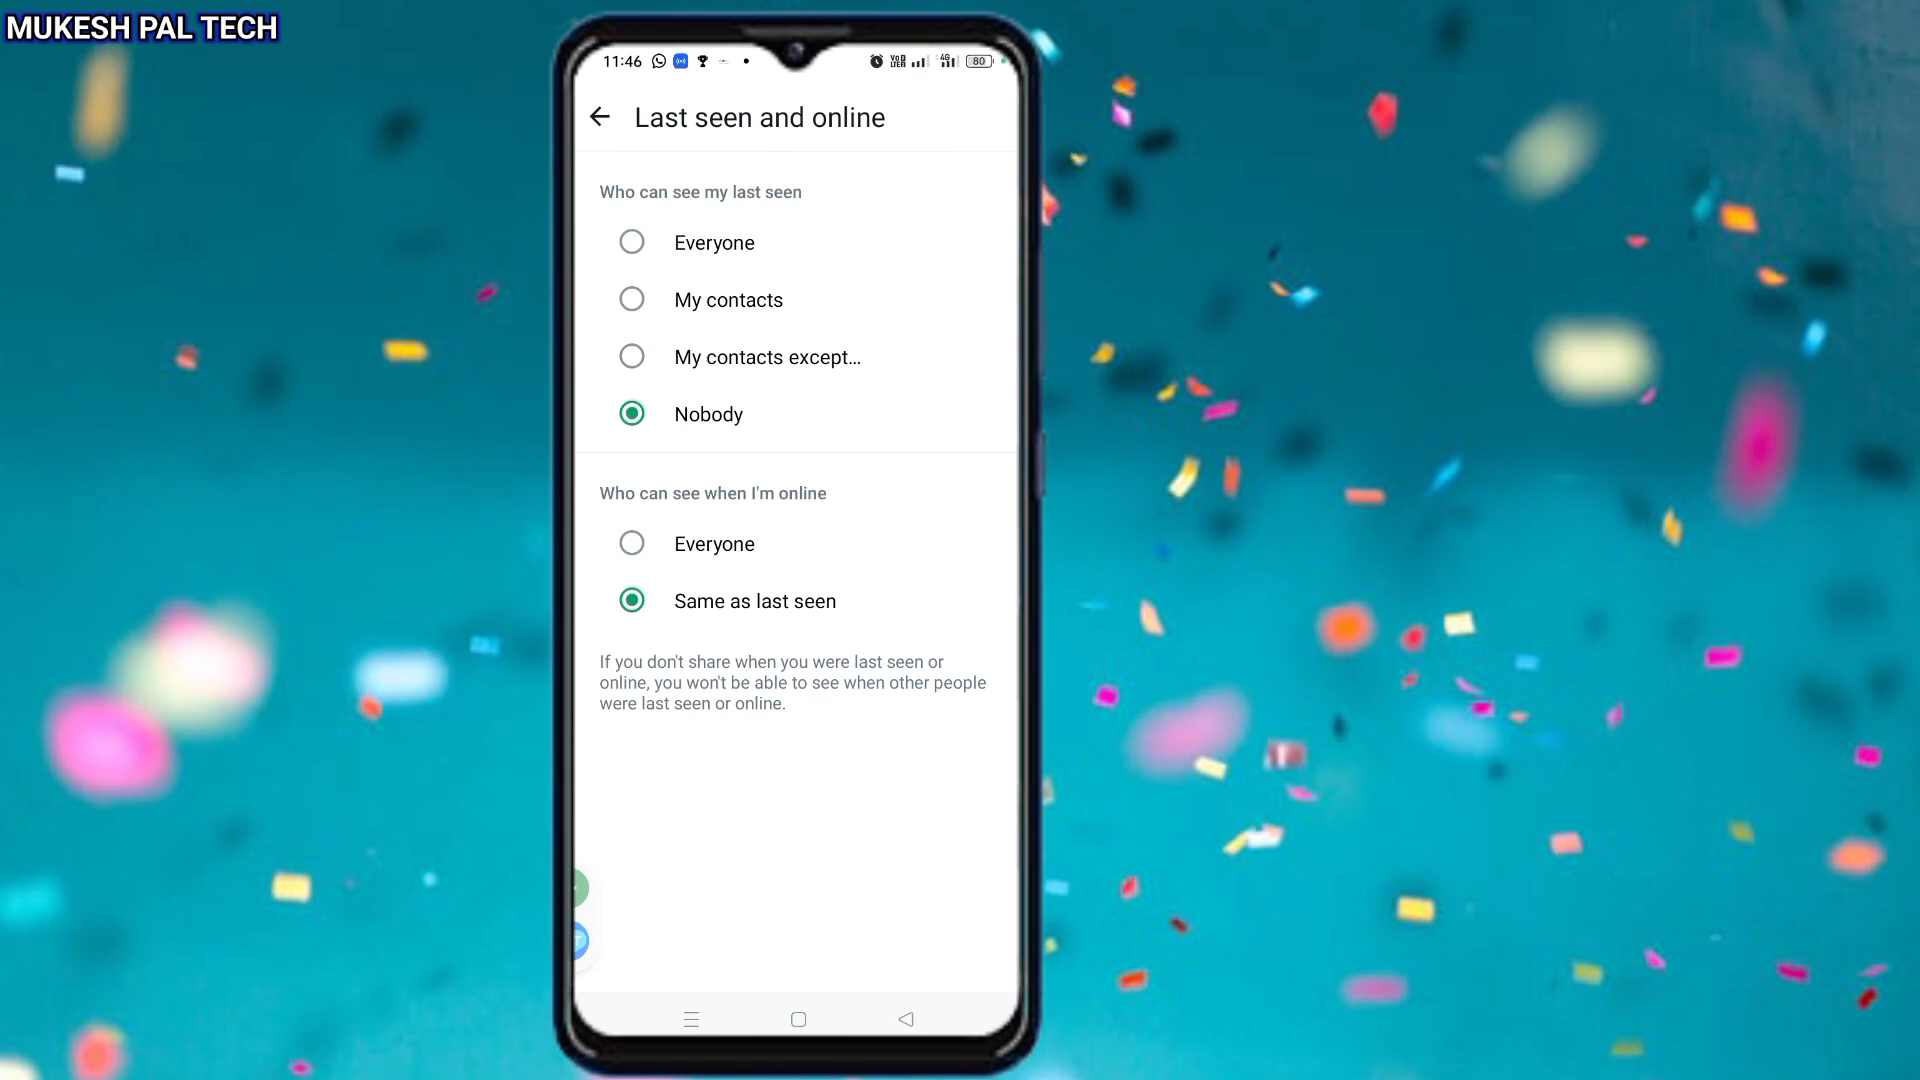 MUKESH PAL TECH
11:46
4G
80
Last seen and online
Who can see my last seen
Everyone
My contacts
My contacts except...
Nobody
Who can see when I'm online
Everyone
Same as last seen
If you don't share when you were last seen or
online, you won't be able to see when other people
were last seen or online.